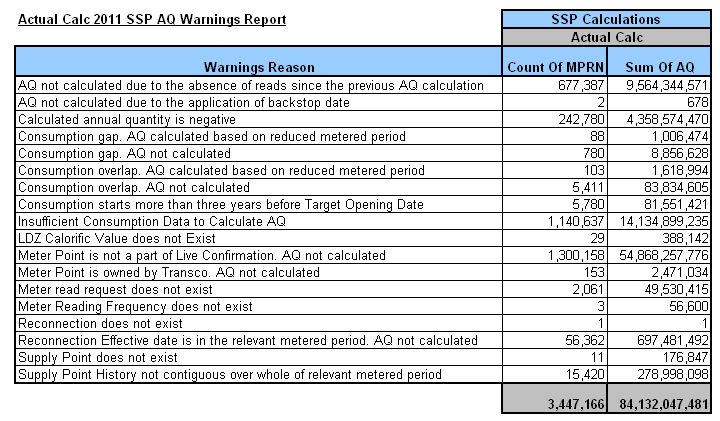 Actual Calc 2011 SSP AQ Warnings Report
SSP Calculations
Actual Calc
Warnings Reason Count Of MPRN Sum Of AQ
AQ not calculated due to the absence of reads since the previous AQ calculation 677,387 9,564,344,571
AQ not calculated due to the application of backstop date 2 678
Calculated annual quantity is negative 242,780 4,358,574,470
Consumption gap. AQ calculated based on reduced metered period 88 1,006,474
Consumption gap. AQ not calculated 780 8,856,628
Consumption overlap. AQ calculated based on reduced metered period 103 1,618,994
Consumption overlap. AQ not calculated 5,411 83,834,605
Consumption starts more than three years before Target Opening Date 5,780 81,551,421
Insufficient Consumption Data to Calculate AQ 1,140,637 14,134,899,235
LDZ Calorific Value does not Exist 29 388,142
Meter Point is not a part of Live Confirmation. AQ not calculated 1,300,158 54,868,257,776
Meter Point is owned by Transco. AQ not calculated 153 2,471,034
Meter read request does not exist 2,061 49,530,415
Meter Reading Frequency does not exist 3 56,600
Reconnection does not exist 1 1
Reconnection Effective date is in the relevant metered period. AQ not calculated 56,362 697,481,492
Supply Point does not exist 11 176,847
Supply Point History not contiguous over whole of relevant metered period 15,420 278,998,098
3,447,166 84,132,047,481